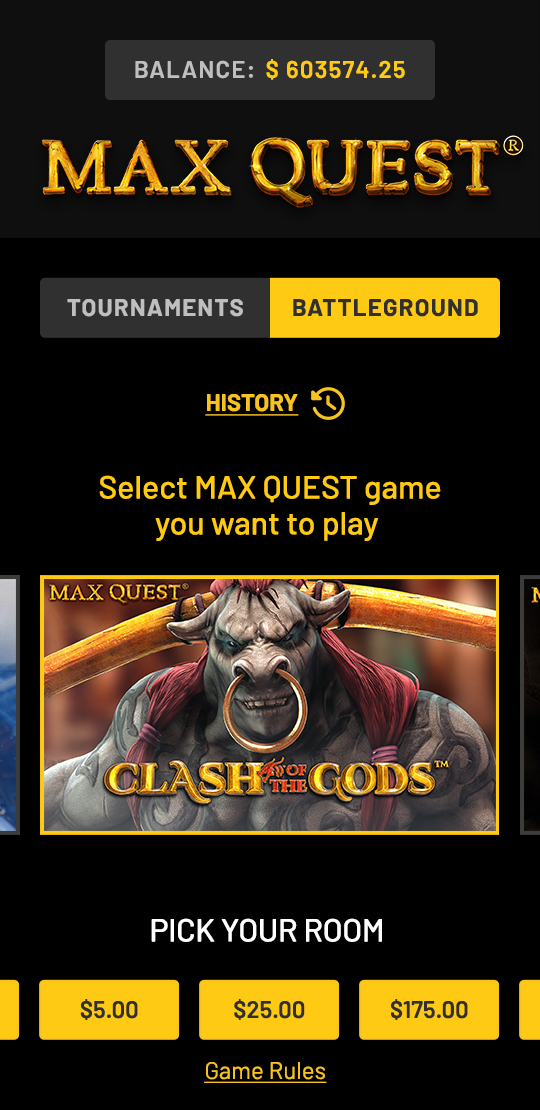 BALANCE: $ 603574.25
MAX QUEST®
TOURNAMENTS BATTLEGROUND
HISTORY
Select MAX QUEST game
you want to play
MAX QUEST®
CLASH OF THE GODS™
PICK YOUR ROOM
$5.00 $25.00 $175.00
Game Rules